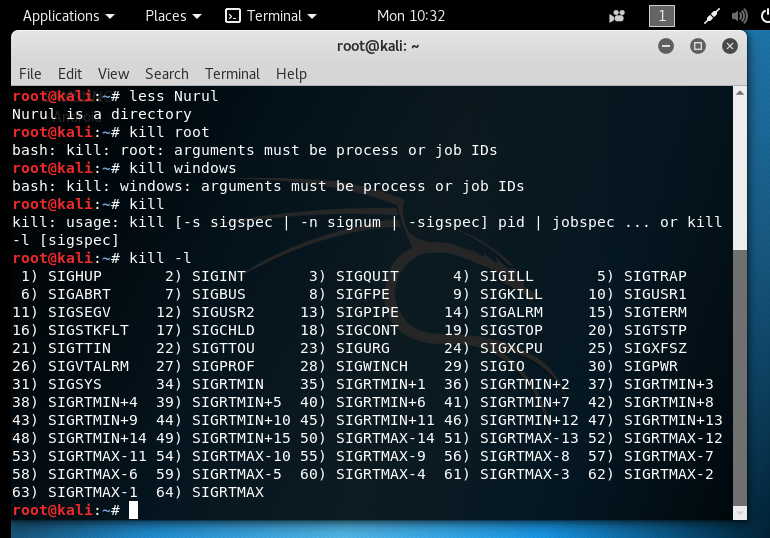 Applications Places Terminal Mon 10:32 1
root@kali: ~
File Edit View Search Terminal Help
root@kali:~# less Nurul
Nurul is a directory
root@kali:~# kill root
bash: kill: root: arguments must be process or job IDs
root@kali:~# kill windows
bash: kill: windows: arguments must be process or job IDs
root@kali:~# kill
kill: usage: kill [-s sigspec | -n signum | -sigspec] pid | jobspec ... or kill
-l [sigspec]
root@kali:~# kill -l
 1) SIGHUP       2) SIGINT       3) SIGQUIT      4) SIGILL       5) SIGTRAP
 6) SIGABRT      7) SIGBUS       8) SIGFPE       9) SIGKILL     10) SIGUSR1
11) SIGSEGV     12) SIGUSR2     13) SIGPIPE     14) SIGALRM     15) SIGTERM
16) SIGSTKFLT   17) SIGCHLD     18) SIGCONT     19) SIGSTOP     20) SIGTSTP
21) SIGTTIN     22) SIGTTOU     23) SIGURG      24) SIGXCPU     25) SIGXFSZ
26) SIGVTALRM   27) SIGPROF     28) SIGWINCH    29) SIGIO       30) SIGPWR
31) SIGSYS      34) SIGRTMIN    35) SIGRTMIN+1  36) SIGRTMIN+2  37) SIGRTMIN+3
38) SIGRTMIN+4  39) SIGRTMIN+5  40) SIGRTMIN+6  41) SIGRTMIN+7  42) SIGRTMIN+8
43) SIGRTMIN+9  44) SIGRTMIN+10 45) SIGRTMIN+11 46) SIGRTMIN+12 47) SIGRTMIN+13
48) SIGRTMIN+14 49) SIGRTMIN+15 50) SIGRTMAX-14 51) SIGRTMAX-13 52) SIGRTMAX-12
53) SIGRTMAX-11 54) SIGRTMAX-10 55) SIGRTMAX-9  56) SIGRTMAX-8  57) SIGRTMAX-7
58) SIGRTMAX-6  59) SIGRTMAX-5  60) SIGRTMAX-4  61) SIGRTMAX-3  62) SIGRTMAX-2
63) SIGRTMAX-1  64) SIGRTMAX
root@kali:~#